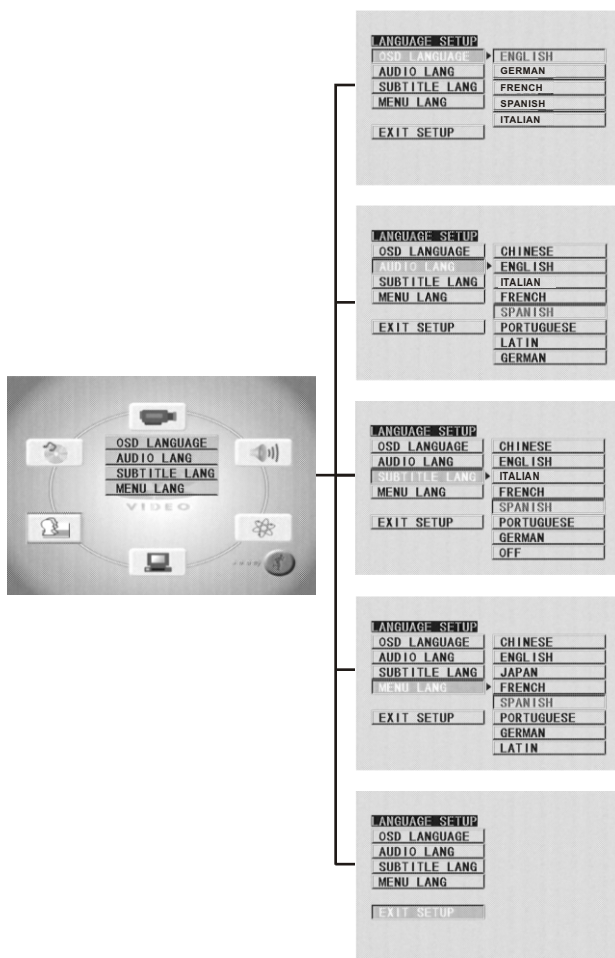 LANGUAGE SETUP
OSD LANGUAGE
AUDIO LANG
SUBTITLE LANG
MENU LANG
EXIT SETUP
ENGLISH
GERMAN
FRENCH
SPANISH
ITALIAN
LANGUAGE SETUP
OSD LANGUAGE
AUDIO LANG
SUBTITLE LANG
MENU LANG
EXIT SETUP
CHINESE
ENGLISH
ITALIAN
FRENCH
SPANISH
PORTUGUESE
LATIN
GERMAN
OSD LANGUAGE
AUDIO LANG
SUBTITLE LANG
MENU LANG
VIDEO
LANGUAGE SETUP
OSD LANGUAGE
AUDIO LANG
SUBTITLE LANG
MENU LANG
EXIT SETUP
CHINESE
ENGLISH
ITALIAN
FRENCH
SPANISH
PORTUGUESE
GERMAN
OFF
LANGUAGE SETUP
OSD LANGUAGE
AUDIO LANG
SUBTITLE LANG
MENU LANG
EXIT SETUP
CHINESE
ENGLISH
JAPAN
FRENCH
SPANISH
PORTUGUESE
GERMAN
LATIN
LANGUAGE SETUP
OSD LANGUAGE
AUDIO LANG
SUBTITLE LANG
MENU LANG
EXIT SETUP